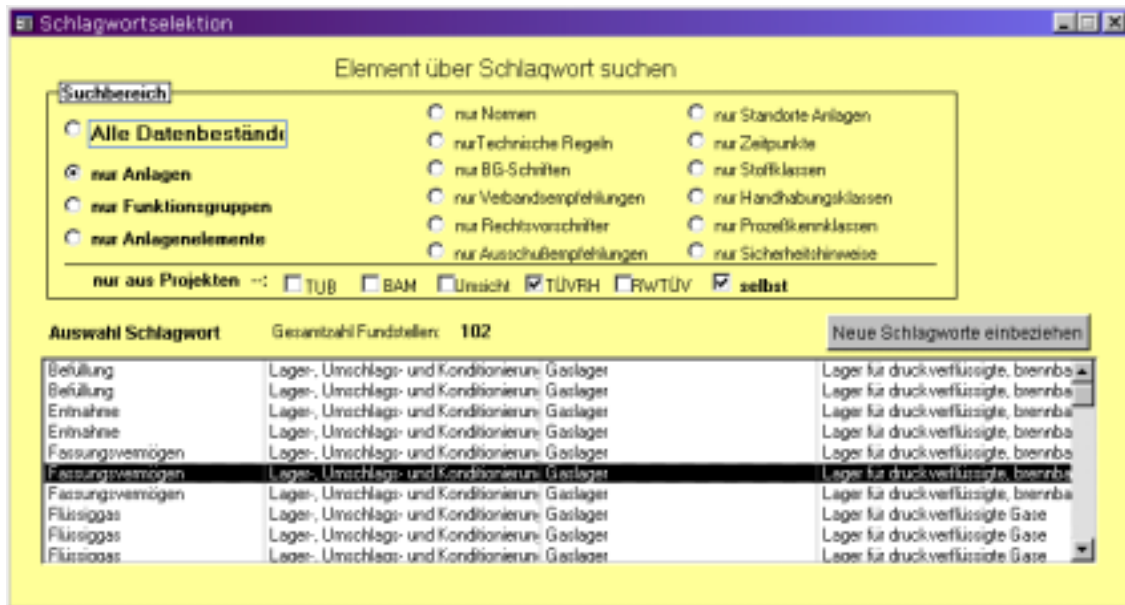 Schlagwortselektion
Element über Schlagwort suchen
Suchbereich
Alle Datenbestände
nur Anlagen
nur Funktionsgruppen
nur Anlagenelemente
nur Normen
nurTechnische Regeln
nur BG-Schriften
nur Verbandsempfehlungen
nur Rechtsvorschrifter
nur Ausschußempfehlungen
nur Standorte Anlagen
nur Zeitpunkte
nur Stoffklassen
nur Handhabungsklassen
nur Prozeßkennklassen
nur Sicherheitshinweise
nur aus Projekten --: TUB BAM Umsicht TÜVRH RWTÜV selbst
Auswahl Schlagwort Gesamtzahl Fundstellen: 102 Neue Schlagworte einbeziehen
Befüllung Lager-, Umschlags- und Konditionierun Gaslager Lager für druckverflüssigte, brennba
Befüllung Lager-, Umschlags- und Konditionierun Gaslager Lager für druckverflüssigte, brennba
Entnahme Lager-, Umschlags- und Konditionierun Gaslager Lager für druckverflüssigte, brennba
Entnahme Lager-, Umschlags- und Konditionierun Gaslager Lager für druckverflüssigte, brennba
Fassungsvermögen Lager-, Umschlags- und Konditionierun Gaslager Lager für druckverflüssigte, brennba
Fassungsvermögen Lager-, Umschlags- und Konditionierun Gaslager Lager für druckverflüssigte, brennba
Fassungsvermögen Lager-, Umschlags- und Konditionierun Gaslager Lager für druckverflüssigte, brennba
Flüssiggas Lager-, Umschlags- und Konditionierun Gaslager Lager für druckverflüssigte Gase
Flüssiggas Lager-, Umschlags- und Konditionierun Gaslager Lager für druckverflüssigte Gase
Flüssiggas Lager-, Umschlags- und Konditionierun Gaslager Lager für druckverflüssigte Gase